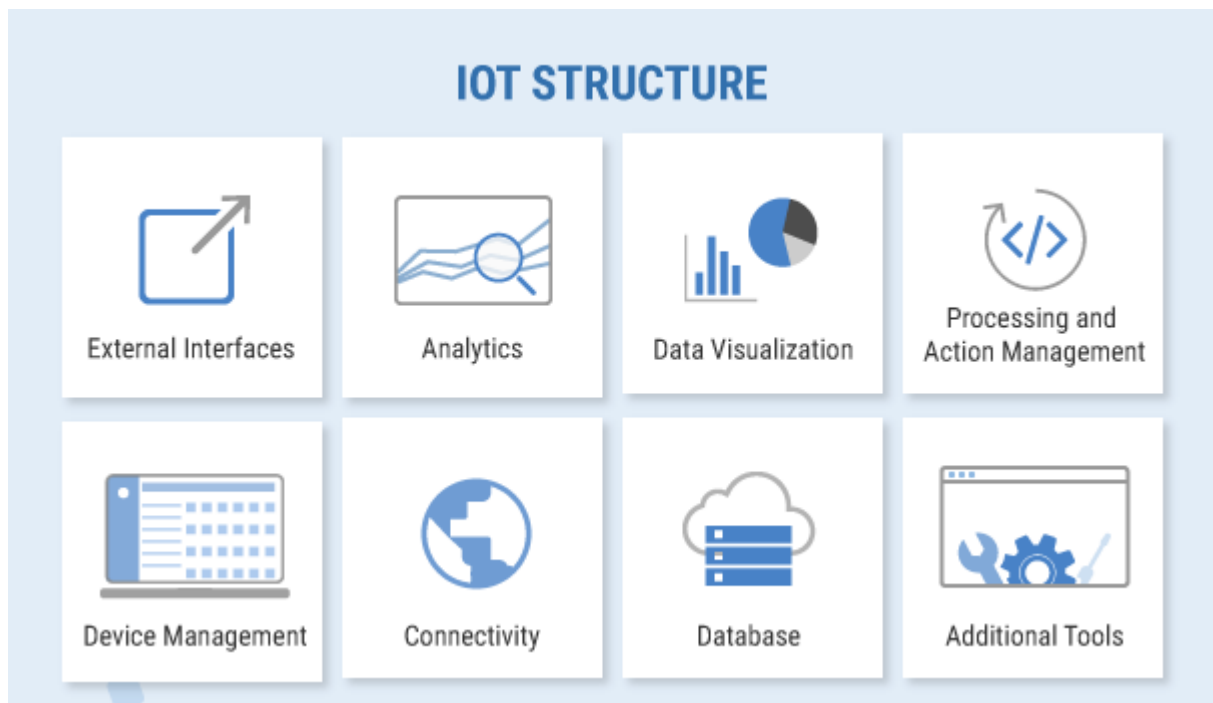 IOT STRUCTURE
External Interfaces
Analytics
Data Visualization
Processing and
Action Management
Device Management
Connectivity
Database
Additional Tools